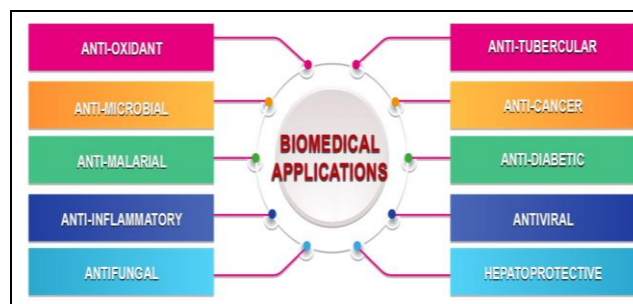 ANTI-OXIDANT
ANTI-MICROBIAL
ANTI-MALARIAL
ANTI-INFLAMMATORY
ANTIFUNGAL
BIOMEDICAL
APPLICATIONS
ANTI-TUBERCULAR
ANTI-CANCER
ANTI-DIABETIC
ANTIVIRAL
HEPATOPROTECTIVE